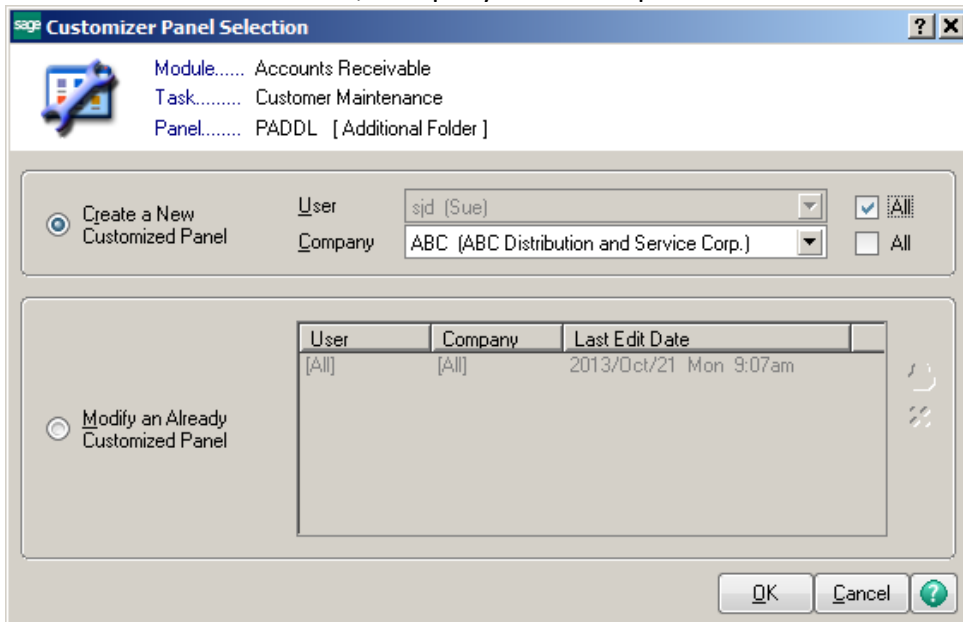 sage Customizer Panel Selection
Module...... Accounts Receivable
Task......... Customer Maintenance
Panel........ PADDL [ Additional Folder ]
Create a New
Customized Panel
User sjd (Sue) All
Company ABC (ABC Distribution and Service Corp.) All
User Company Last Edit Date
[All] [All] 2013/Oct/21 Mon 9:07am
Modify an Already
Customized Panel
OK Cancel